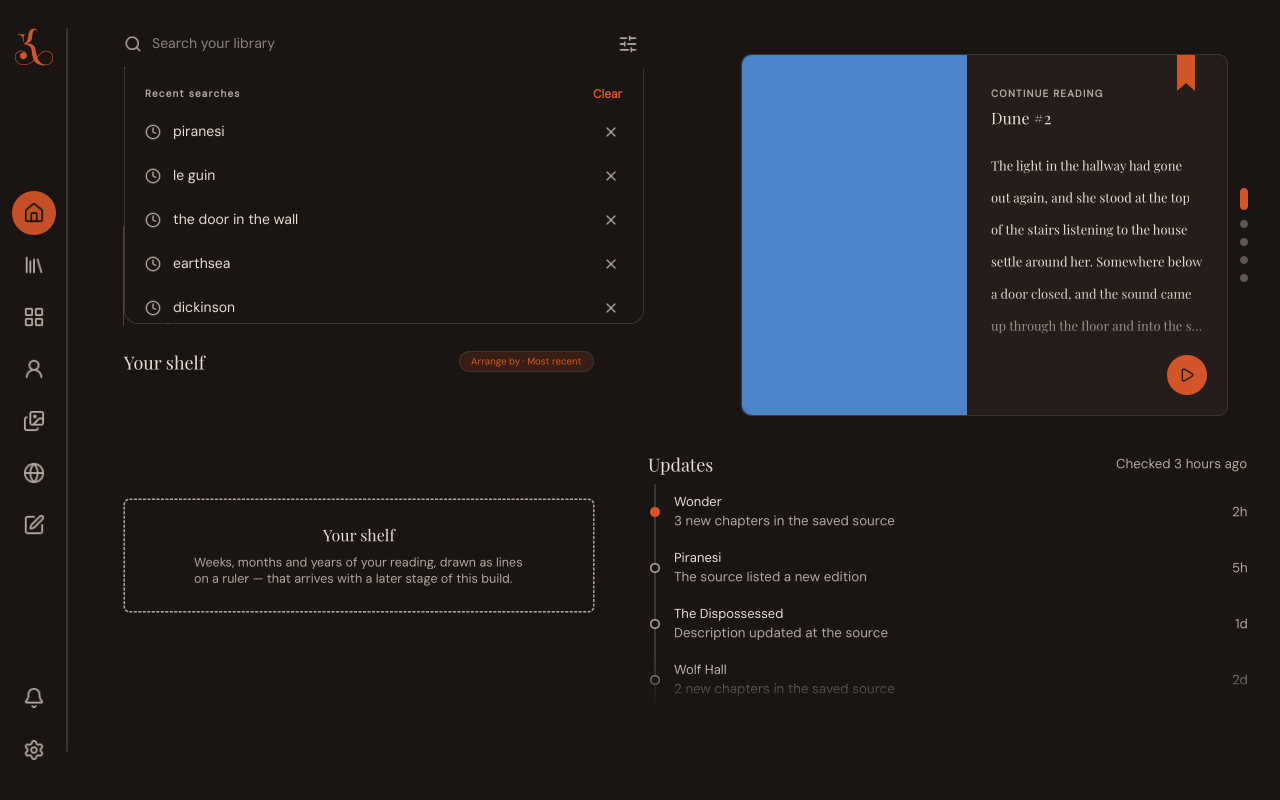 Search your library
Recent searches
Clear
piranesi
le guin
the door in the wall
earthsea
dickinson
CONTINUE READING
Dune #2
The light in the hallway had gone
out again, and she stood at the top
of the stairs listening to the house
settle around her. Somewhere below
a door closed, and the sound came
up through the floor and into the s...
Your shelf
Arrange by · Most recent
Your shelf
Weeks, months and years of your reading, drawn as lines
on a ruler — that arrives with a later stage of this build.
Updates
Checked 3 hours ago
Wonder
3 new chapters in the saved source
2h
Piranesi
The source listed a new edition
5h
The Dispossessed
Description updated at the source
1d
Wolf Hall
2 new chapters in the saved source
2d